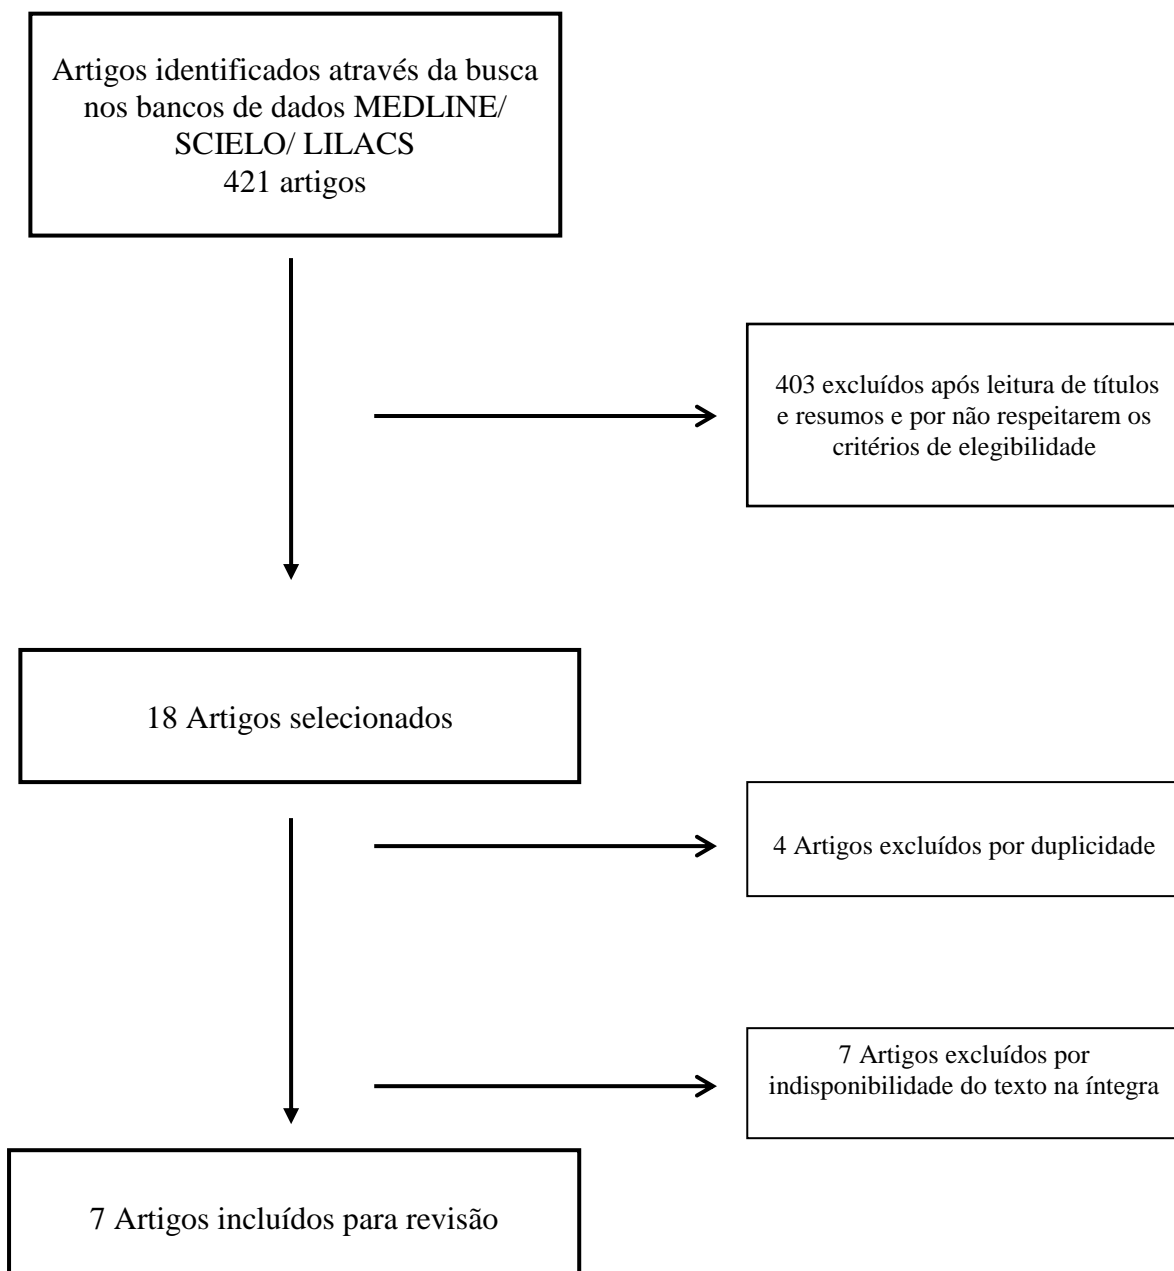 Artigos identificados através da busca
nos bancos de dados MEDLINE/
SCIELO/ LILACS
421 artigos
403 excluídos após leitura de títulos
e resumos e por não respeitarem os
critérios de elegibilidade
18 Artigos selecionados
4 Artigos excluídos por duplicidade
7 Artigos excluídos por
indisponibilidade do texto na íntegra
7 Artigos incluídos para revisão